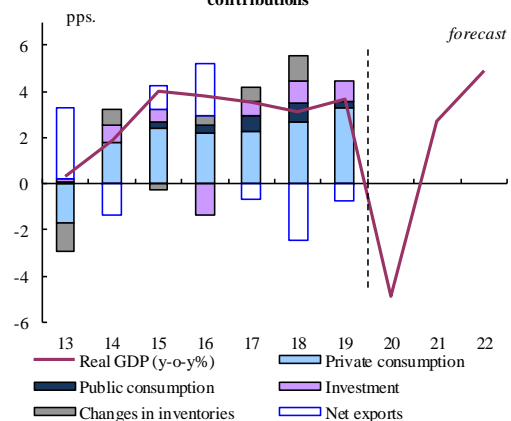 contributions
pps.
forecast
6
4
2
0
-2
-4
-6
13 14 15 16 17 18 19 20 21 22
Real GDP (y-o-y%) Private consumption
Public consumption Investment
Changes in inventories Net exports